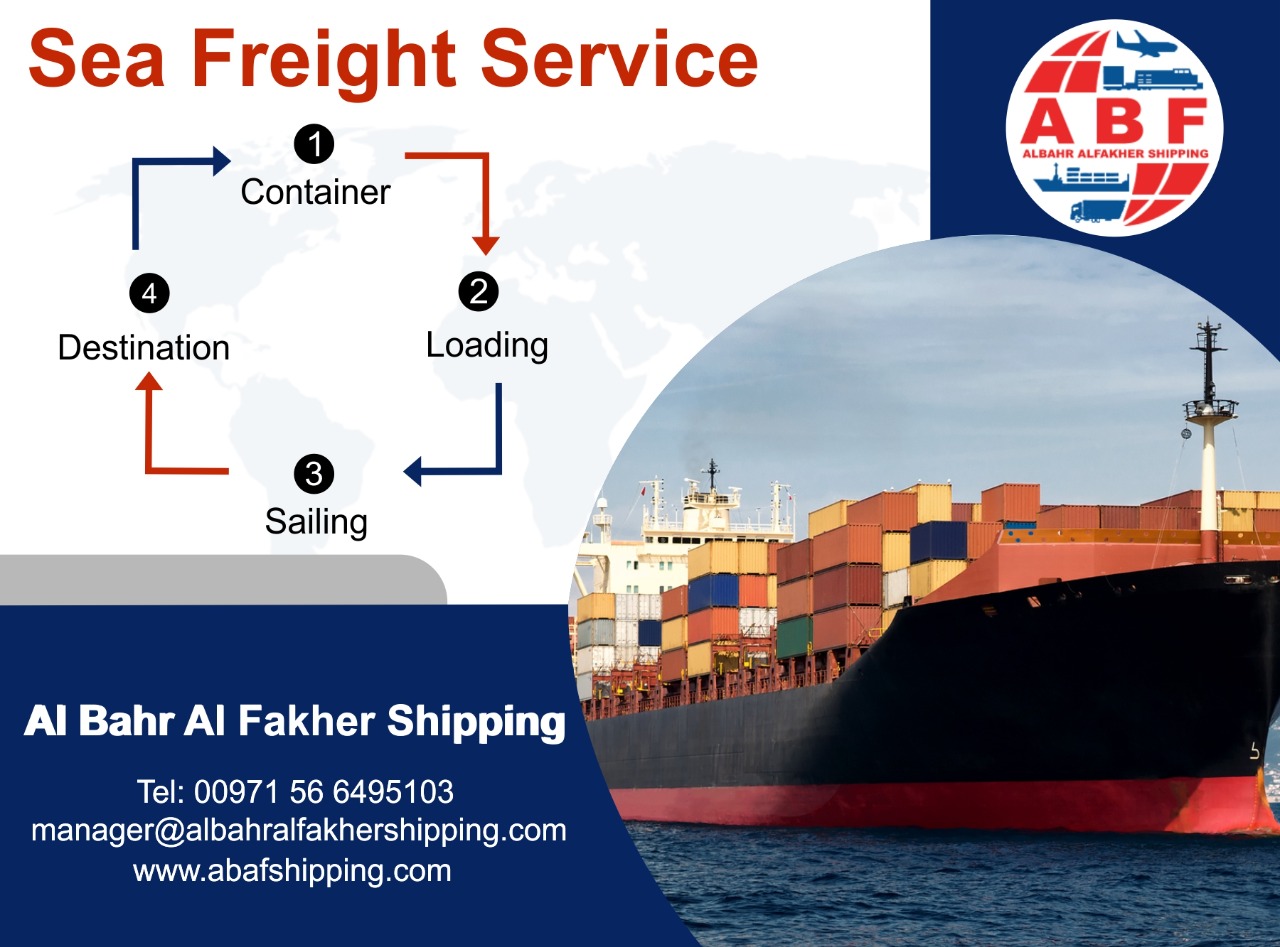 Sea Freight Service
ABF
ALBAHR ALFAKHER SHIPPING
1
Container
2
Loading
3
Sailing
4
Destination
Al Bahr Al Fakher Shipping
Tel: 00971 56 6495103
manager@albahralfakhershipping.com
www.abafshipping.com